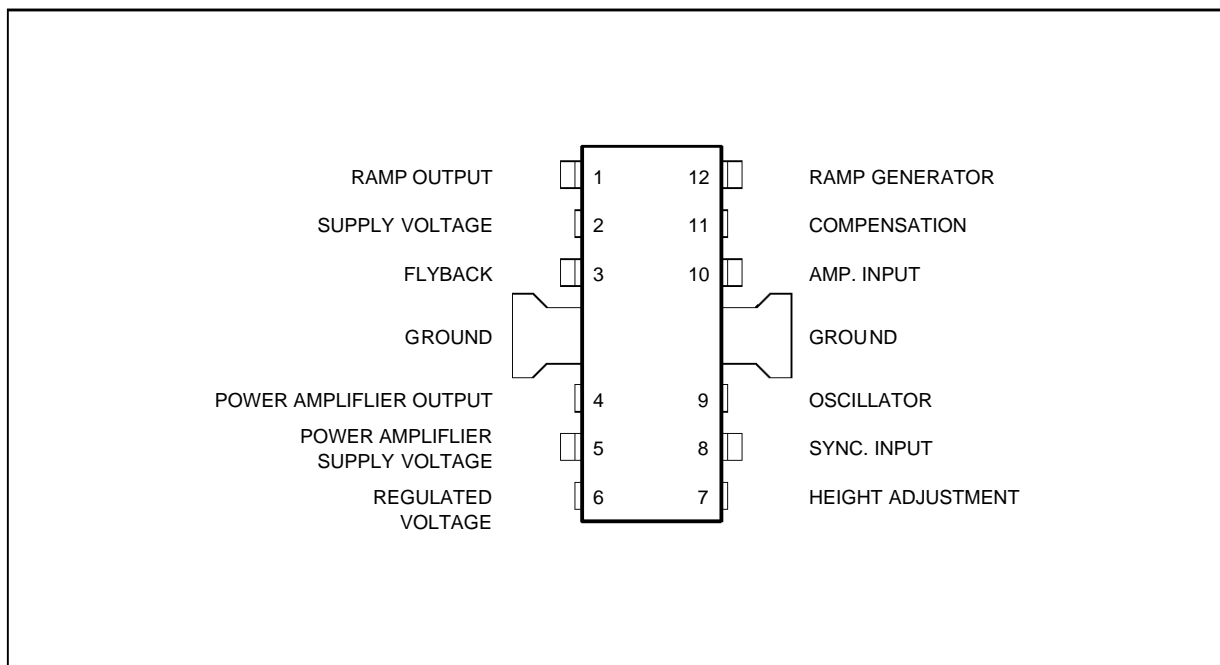 RAMP OUTPUT 1 12 RAMP GENERATOR
SUPPLY VOLTAGE 2 11 COMPENSATION
FLYBACK 3 10 AMP. INPUT
GROUND GROUND
POWER AMPLIFLIER OUTPUT 4 9 OSCILLATOR
POWER AMPLIFLIER
SUPPLY VOLTAGE 5 8 SYNC. INPUT
REGULATED
VOLTAGE 6 7 HEIGHT ADJUSTMENT